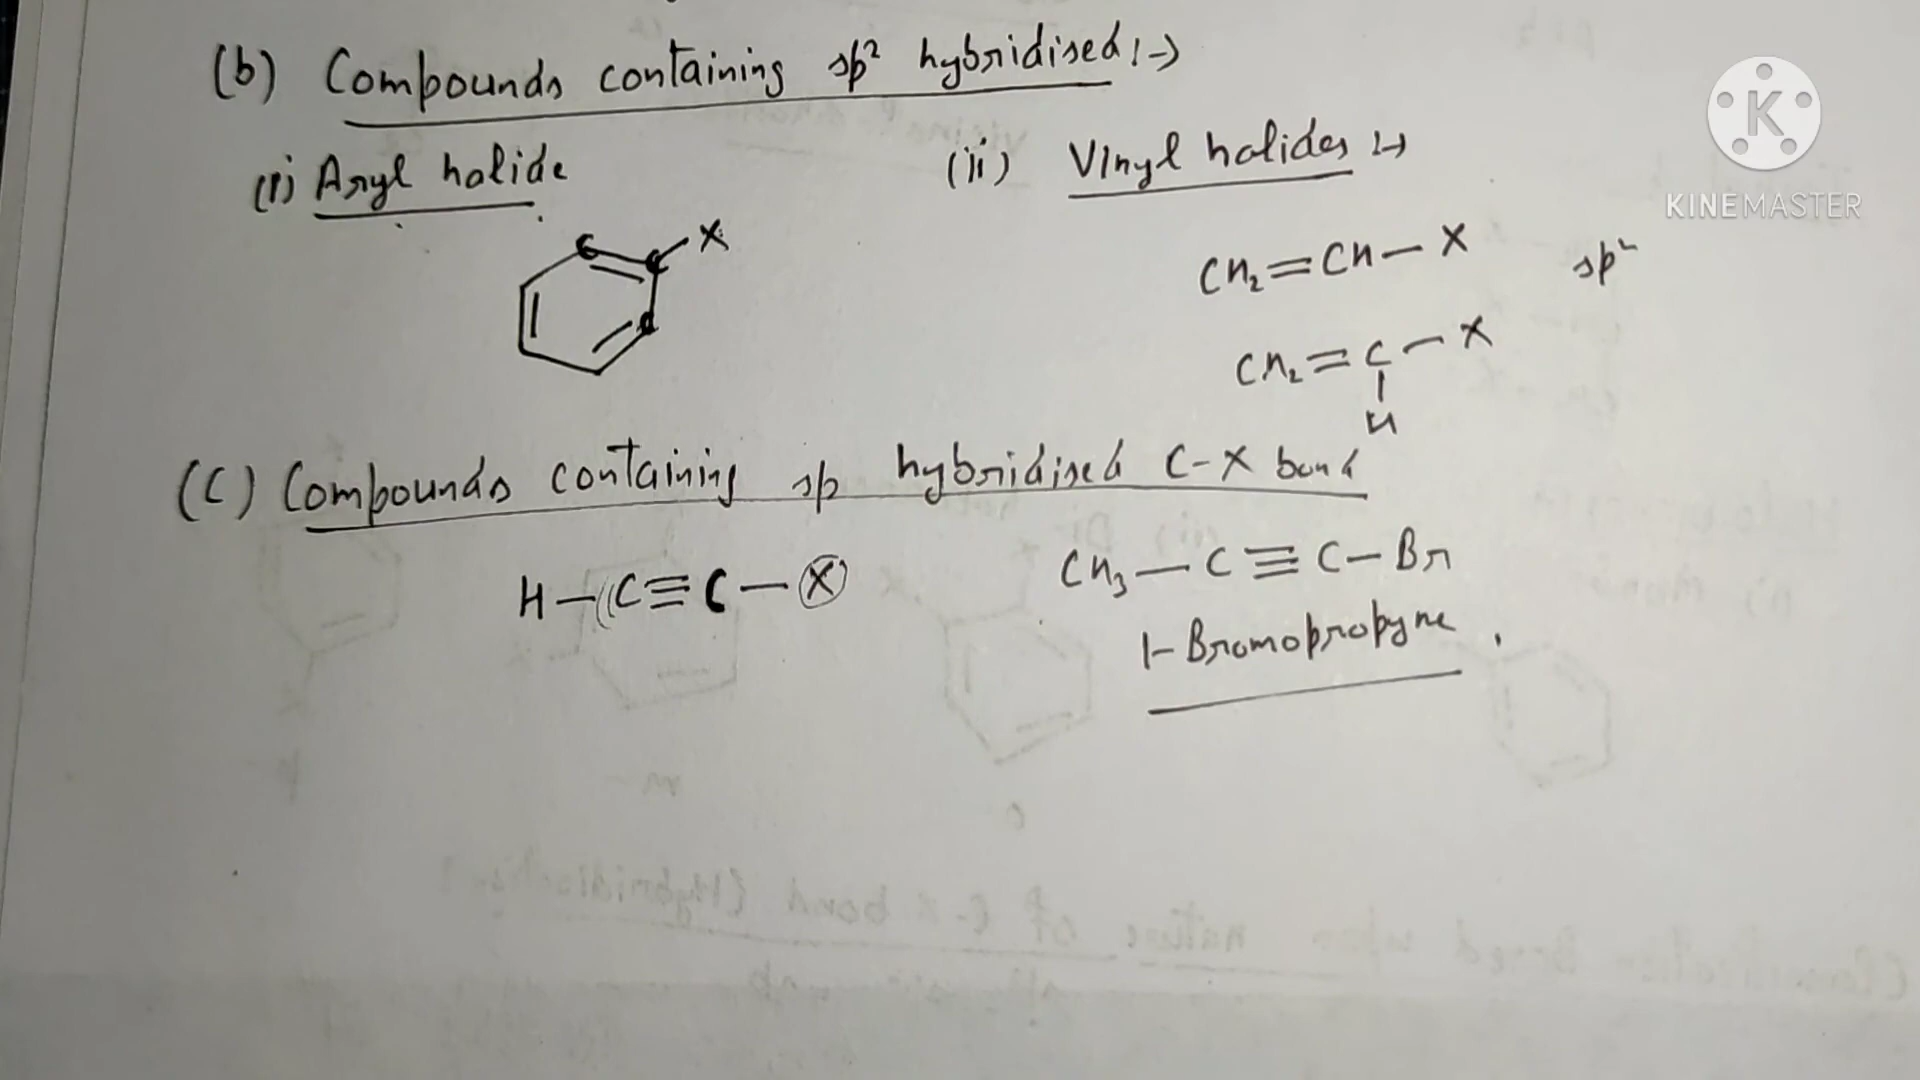 (b) Compounds containing sp² hybridised :->
(i) Aryl halide
(ii) Vinyl halides :->
C C X
C
CH₂=CH-X sp²
CH₂=C-X
H
(C) Compounds containing sp hybridised C-X bond
H-C≡C-X
CH₃-C≡C-Br
1-Bromopropyne
K
KINEMASTER